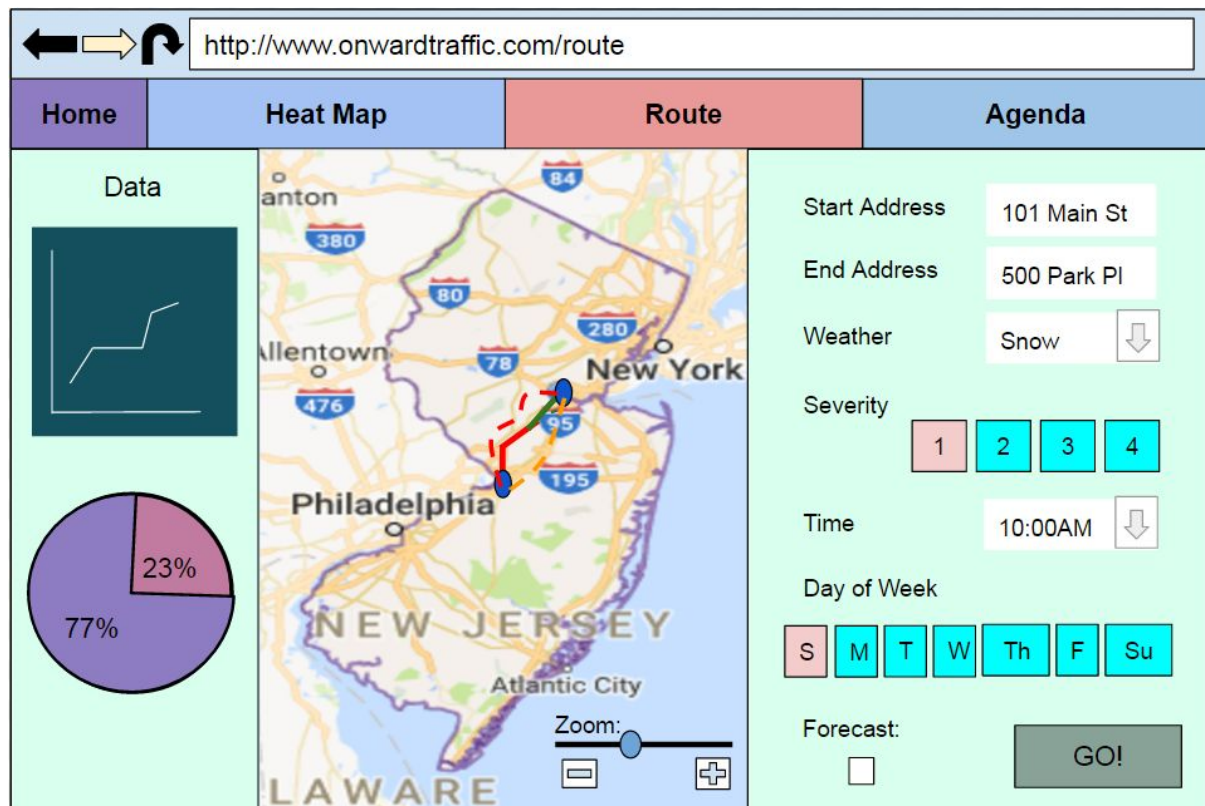 http://www.onwardtraffic.com/route
Home
Heat Map
Route
Agenda
Data
23%
77%
84
anton
380
80
280
Allentown
78
New York
476
95
195
Philadelphia
NEW JERSEY
Atlantic City
Zoom:
LAWARE
Start Address
101 Main St
End Address
500 Park Pl
Weather
Snow
Severity
1 2 3 4
Time
10:00AM
Day of Week
S M T W Th F Su
Forecast:
GO!